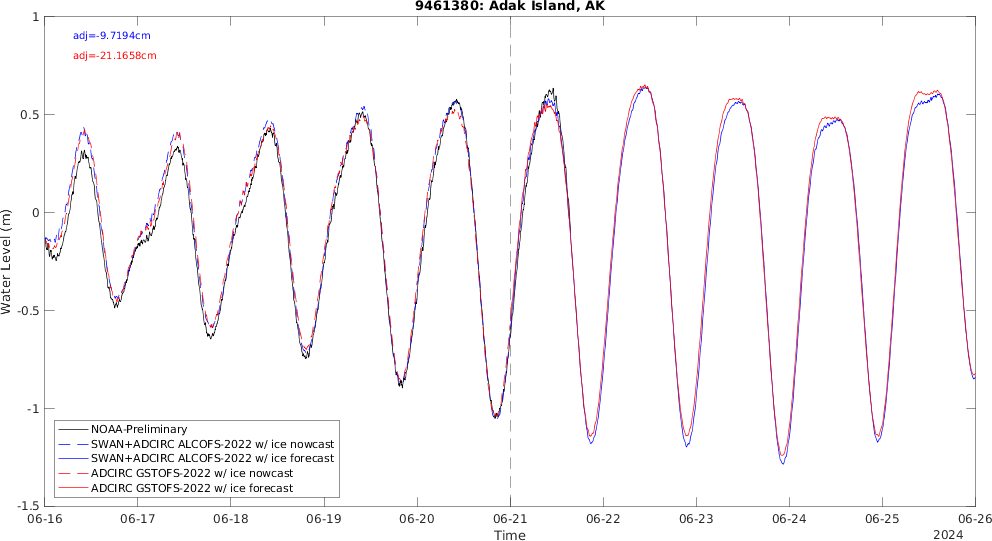 9461380: Adak Island, AK
adj=-9.7194cm
adj=-21.1658cm
1
0.5
0
-0.5
-1
-1.5
Water Level (m)
NOAA-Preliminary
SWAN+ADCIRC ALCOFS-2022 w/ ice nowcast
SWAN+ADCIRC ALCOFS-2022 w/ ice forecast
ADCIRC GSTOFS-2022 w/ ice nowcast
ADCIRC GSTOFS-2022 w/ ice forecast
06-16 06-17 06-18 06-19 06-20 06-21 06-22 06-23 06-24 06-25 06-26
Time
2024